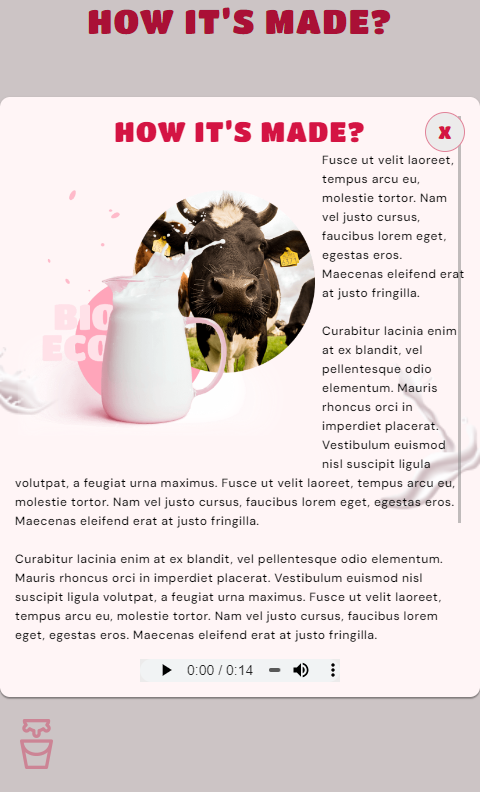 HOW IT'S MADE?
HOW IT'S MADE?
X
Fusce ut velit laoreet,
tempus arcu eu,
molestie tortor. Nam
vel justo cursus,
faucibus lorem eget,
egestas eros.
Maecenas eleifend erat
at justo fringilla.
BIO
ECO
Curabitur lacinia enim
at ex blandit, vel
pellentesque odio
elementum. Mauris
rhoncus orci in
imperdiet placerat.
Vestibulum euismod
nisl suscipit ligula
volutpat, a feugiat urna maximus. Fusce ut velit laoreet, tempus arcu eu,
molestie tortor. Nam vel justo cursus, faucibus lorem eget, egestas eros.
Maecenas eleifend erat at justo fringilla.
Curabitur lacinia enim at ex blandit, vel pellentesque odio elementum.
Mauris rhoncus orci in imperdiet placerat. Vestibulum euismod nisl
suscipit ligula volutpat, a feugiat urna maximus. Fusce ut velit laoreet,
tempus arcu eu, molestie tortor. Nam vel justo cursus, faucibus lorem
eget, egestas eros. Maecenas eleifend erat at justo fringilla.
0:00 / 0:14